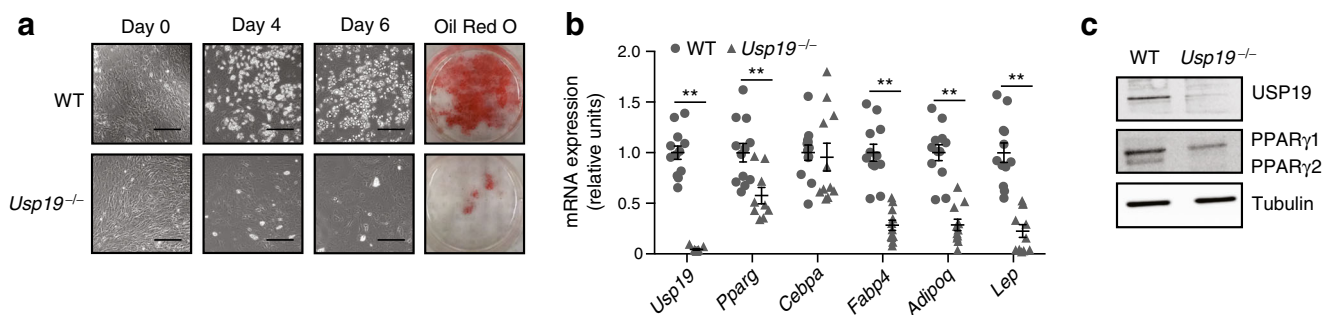 a
Day 0 Day 4 Day 6 Oil Red O
WT
Usp19–/–
b
WT Usp19–/–
mRNA expression
(relative units)
2.0
1.5
1.0
0.5
0
** ** ** ** **
Usp19 Pparg Cebpa Fabp4 Adipoq Lep
c
WT Usp19–/–
USP19
PPARγ1
PPARγ2
Tubulin